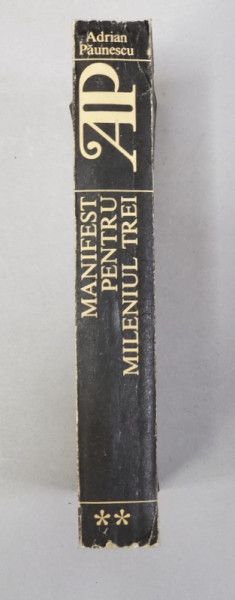 Adrian
Păunescu
AP
MANIFEST
PENTRU
MILENIUL TREI
**